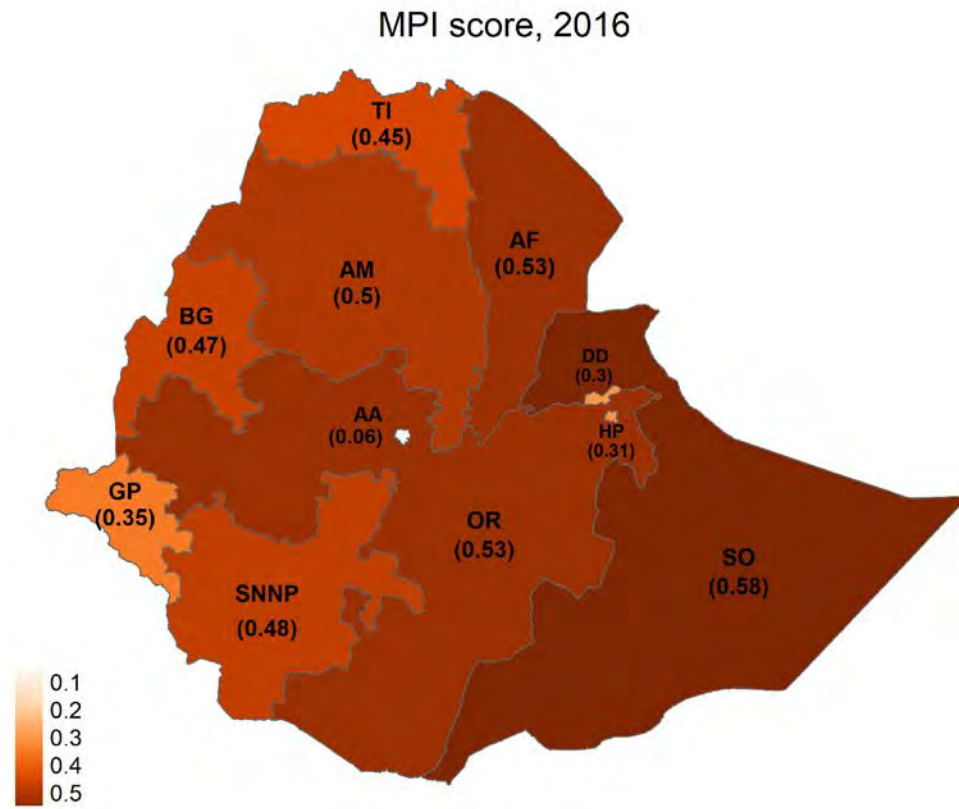 MPI score, 2016
TI
(0.45)
AF
(0.53)
AM
(0.5)
BG
(0.47)
DD
(0.3)
AA
(0.06)
HP
(0.31)
GP
(0.35)
OR
(0.53)
SO
(0.58)
SNNP
(0.48)
0.1
0.2
0.3
0.4
0.5